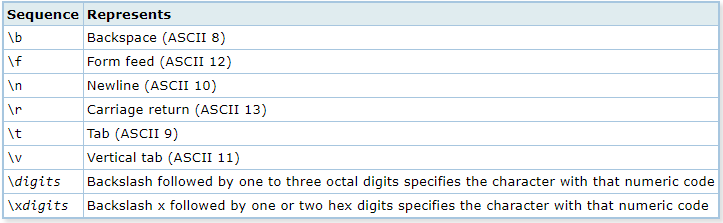 Sequence Represents
\b Backspace (ASCII 8)
\f Form feed (ASCII 12)
\n Newline (ASCII 10)
\r Carriage return (ASCII 13)
\t Tab (ASCII 9)
\v Vertical tab (ASCII 11)
\digits Backslash followed by one to three octal digits specifies the character with that numeric code
\xdigits Backslash x followed by one or two hex digits specifies the character with that numeric code